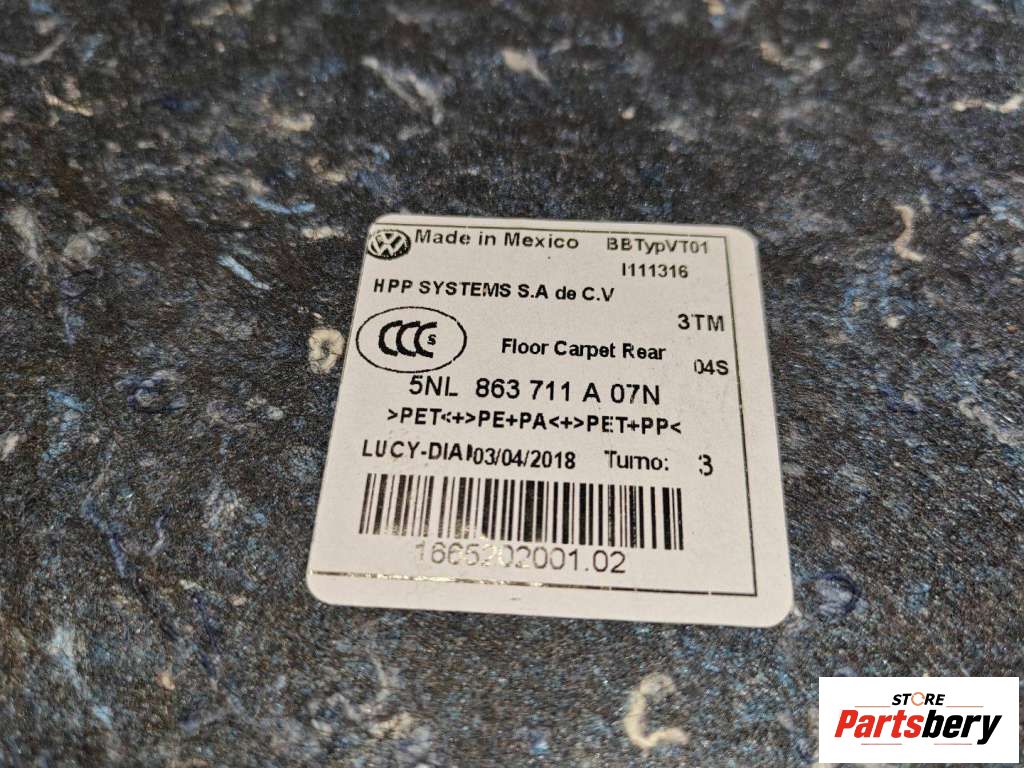 Made in Mexico BBTypVT01
I111316
HPP SYSTEMS S.A de C.V
3TM
CCC S
Floor Carpet Rear
04S
5NL 863 711 A 07N
>PET<+>PE+PA<+>PET+PP<
LUCY-DIA 03/04/2018 Turno: 3
1665202001.02
STORE
Partsbery